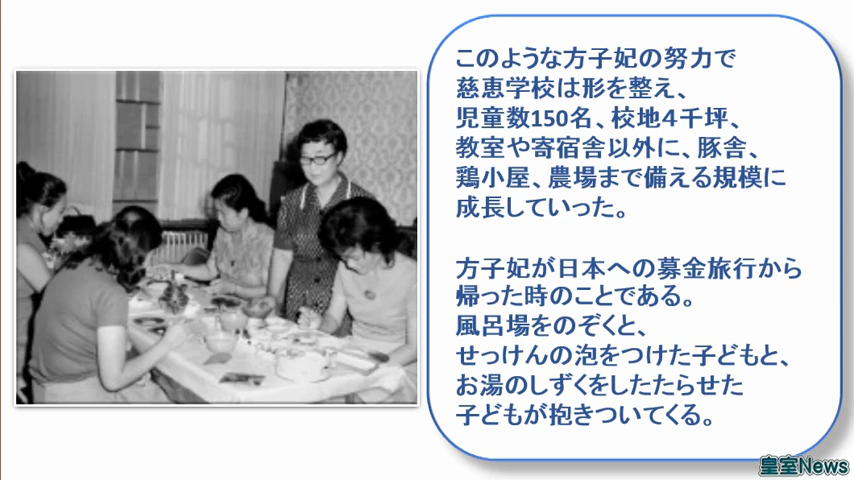 このような方子妃の努力で
慈恵学校は形を整え、
児童数150名、校地４千坪、
教室や寄宿舎以外に、豚舎、
鶏小屋、農場まで備える規模に
成長していった。
方子妃が日本への募金旅行から
帰った時のことである。
風呂場をのぞくと、
せっけんの泡をつけた子どもと、
お湯のしずくをしたたらせた
子どもが抱きついてくる。
皇室News